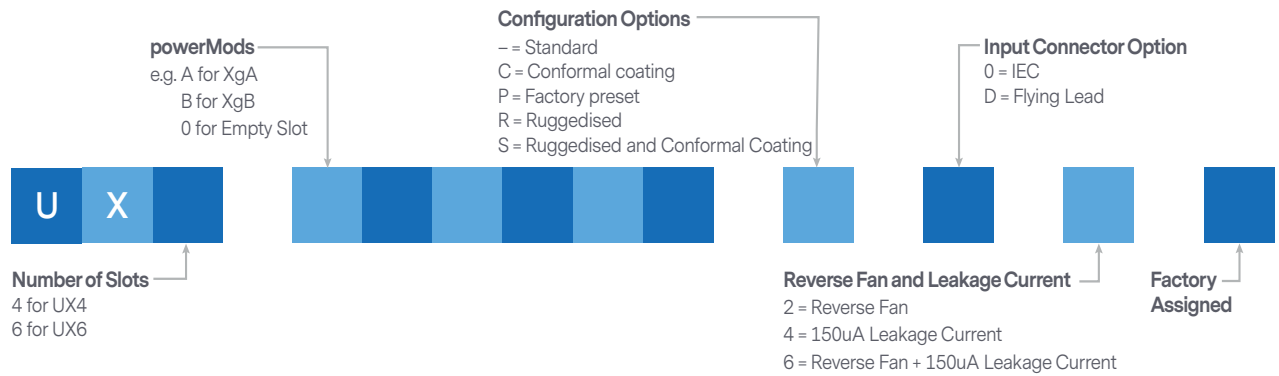 Configuration Options
– = Standard
C = Conformal coating
P = Factory preset
R = Ruggedised
S = Ruggedised and Conformal Coating
powerMods
e.g. A for XgA
B for XgB
0 for Empty Slot
Input Connector Option
0 = IEC
D = Flying Lead
U X
Number of Slots
4 for UX4
6 for UX6
Reverse Fan and Leakage Current
2 = Reverse Fan
4 = 150uA Leakage Current
6 = Reverse Fan + 150uA Leakage Current
Factory
Assigned